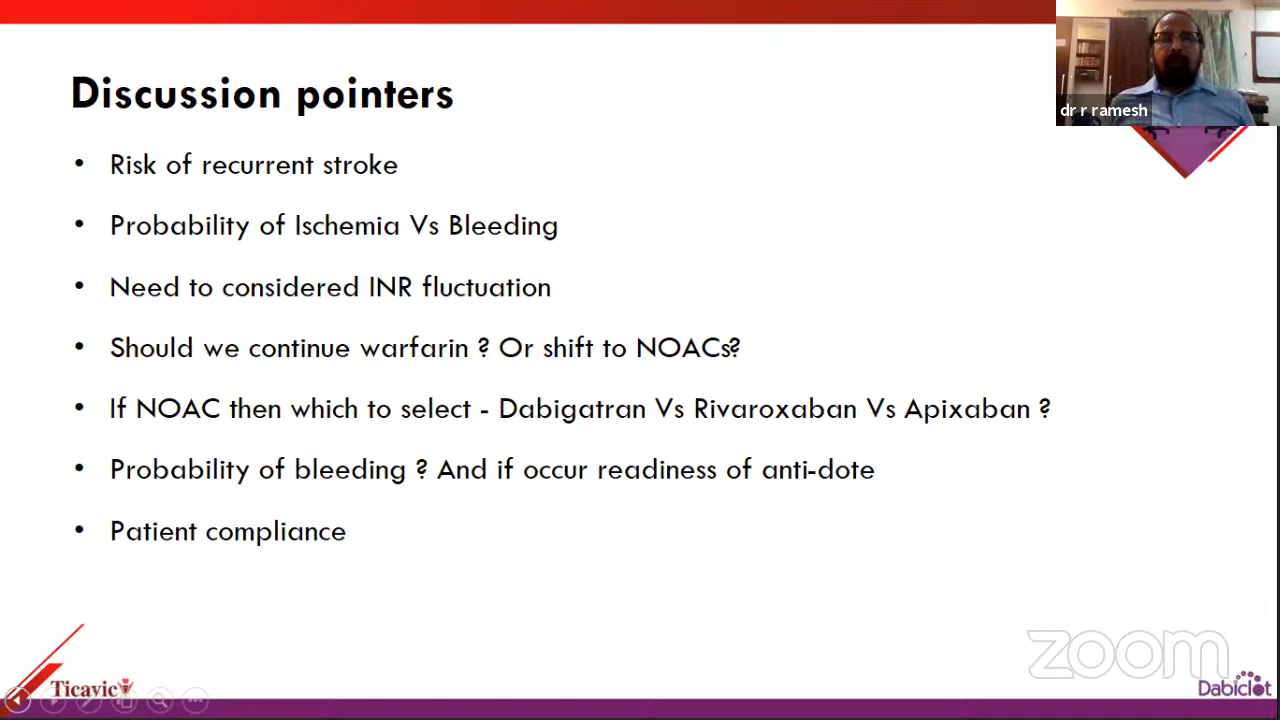 Discussion pointers
dr r ramesh
• Risk of recurrent stroke
• Probability of Ischemia Vs Bleeding
• Need to considered INR fluctuation
• Should we continue warfarin ? Or shift to NOACs?
• If NOAC then which to select - Dabigatran Vs Rivaroxaban Vs Apixaban ?
• Probability of bleeding ? And if occur readiness of anti-dote
• Patient compliance
zoom
Ticavic
Dabiclot